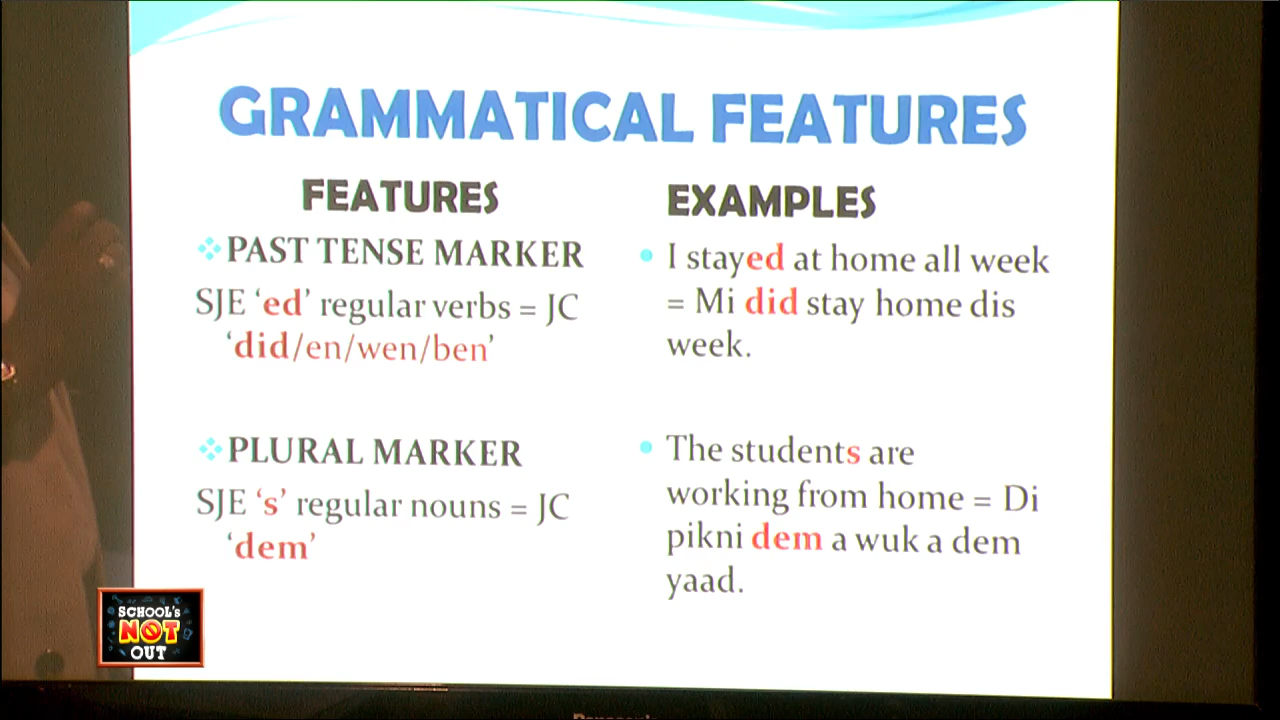 GRAMMATICAL FEATURES
FEATURES
PAST TENSE MARKER
SJE ‘ed’ regular verbs = JC
‘did/en/wen/ben’
PLURAL MARKER
SJE ‘s’ regular nouns = JC
‘dem’
EXAMPLES
I stayed at home all week
= Mi did stay home dis
week.
The students are
working from home = Di
pikni dem a wuk a dem
yaad.
SCHOOL's
NOT
OUT